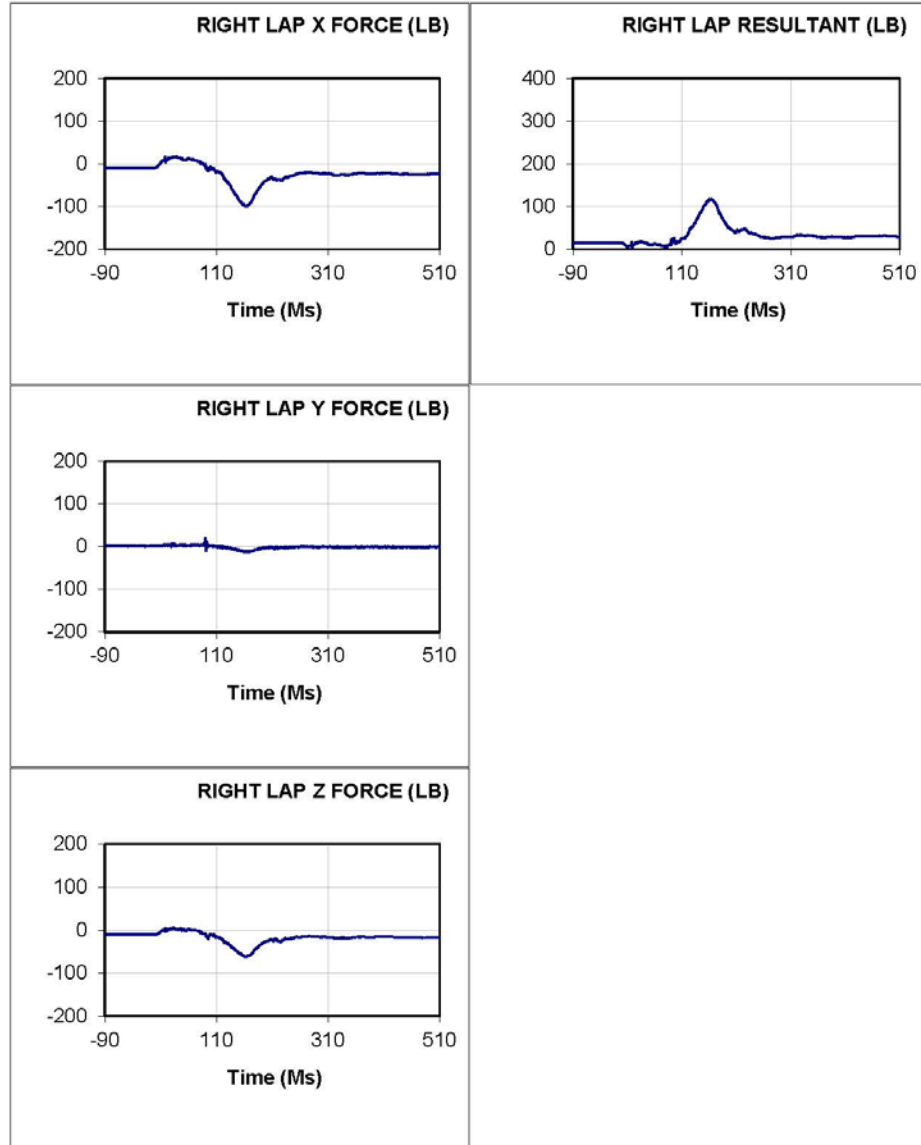 RIGHT LAP X FORCE (LB)
200
100
0
-100
-200
-90 110 310 510
Time (Ms)
RIGHT LAP RESULTANT (LB)
400
300
200
100
0
-90 110 310 510
Time (Ms)
RIGHT LAP Y FORCE (LB)
200
100
0
-100
-200
-90 110 310 510
Time (Ms)
RIGHT LAP Z FORCE (LB)
200
100
0
-100
-200
-90 110 310 510
Time (Ms)